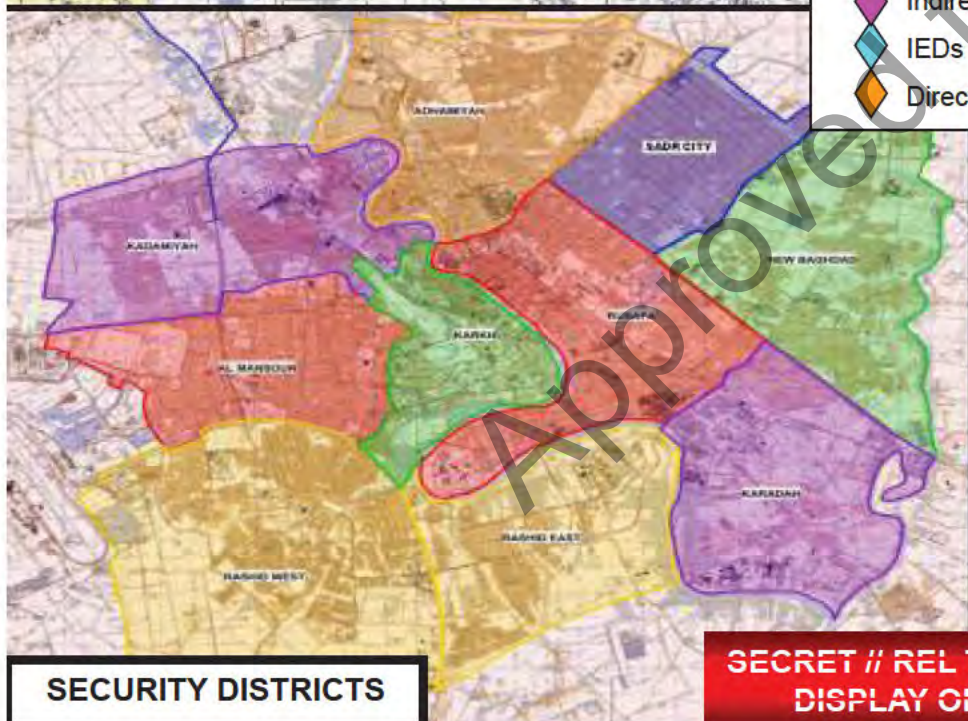 Indire
IEDs
Direc
ADHAMIYAH
SADR CITY
KADAMIYAH
NEW BAGHDAD
RUSAFA
KARKH
AL MANSOUR
KARADAH
RASHID EAST
RASHID WEST
SECURITY DISTRICTS
SECRET // REL T
DISPLAY O
Approved